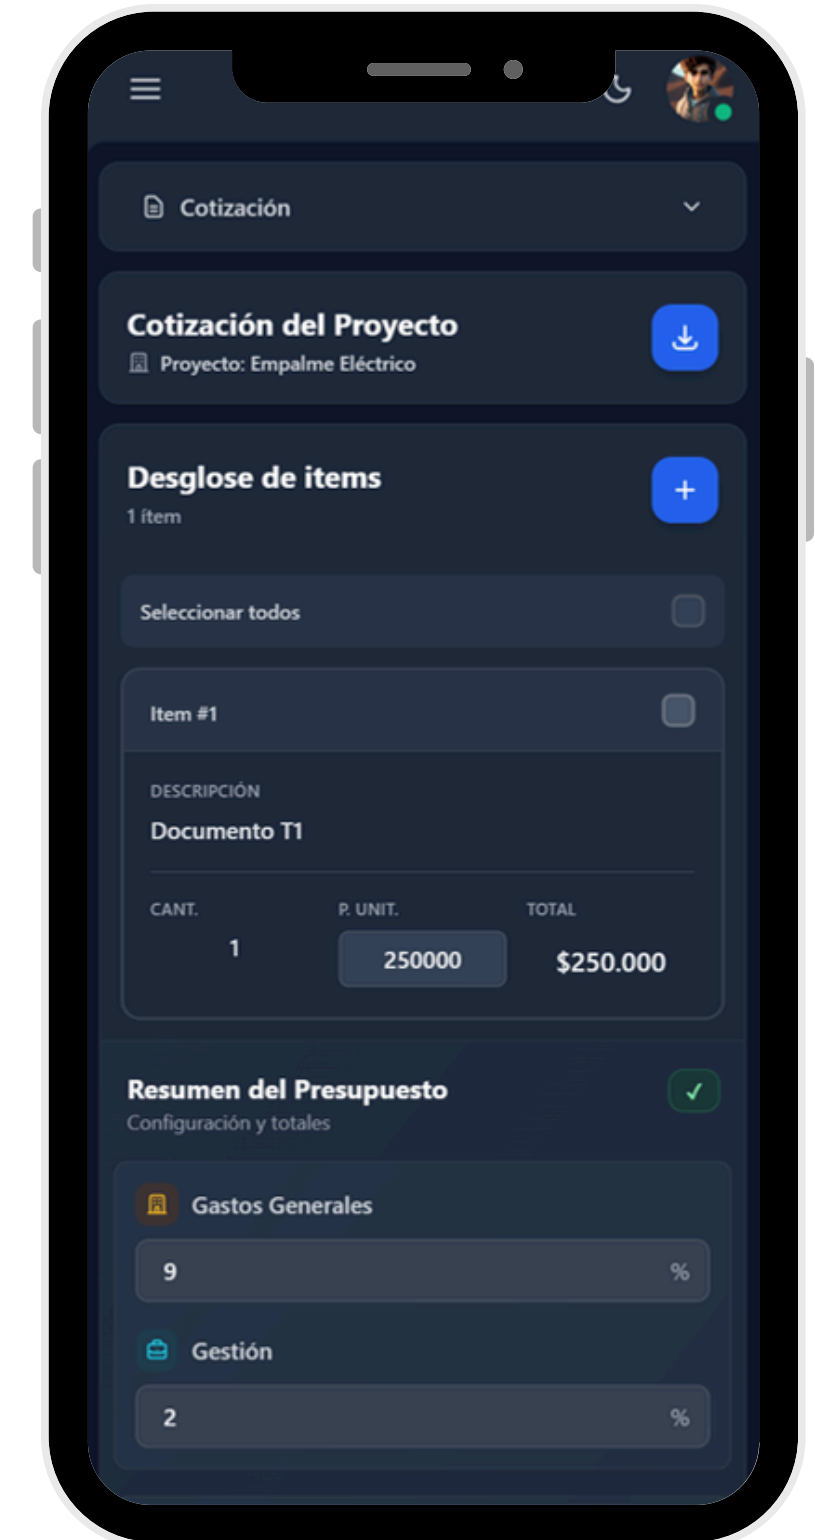 Cotización
Cotización del Proyecto
Proyecto: Empalme Eléctrico
Desglose de items
1 ítem
Seleccionar todos
Item #1
DESCRIPCIÓN
Documento T1
CANT. P. UNIT. TOTAL
1 250000 $250.000
Resumen del Presupuesto
Configuración y totales
Gastos Generales
9 %
Gestión
2 %